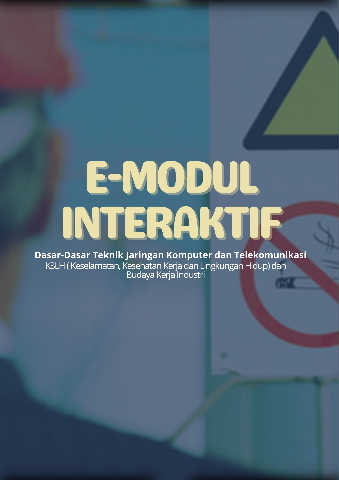 E-MODUL
INTERAKTIF
Dasar-Dasar Teknik Jaringan Komputer dan Telekomunikasi
K3LH ( Keselamatan, Kesehatan Kerja dan Lingkungan Hidup) dan
Budaya Kerja Industri